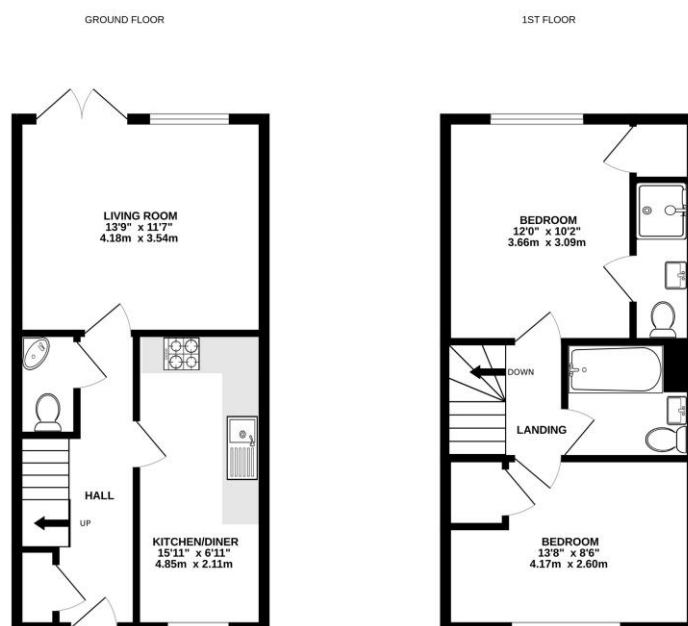 GROUND FLOOR
LIVING ROOM
13'9" x 11'7"
4.18m x 3.54m
HALL
UP
KITCHEN/DINER
15'11" x 6'11"
4.85m x 2.11m
1ST FLOOR
BEDROOM
12'0" x 10'2"
3.66m x 3.09m
DOWN
LANDING
BEDROOM
13'8" x 8'6"
4.17m x 2.60m